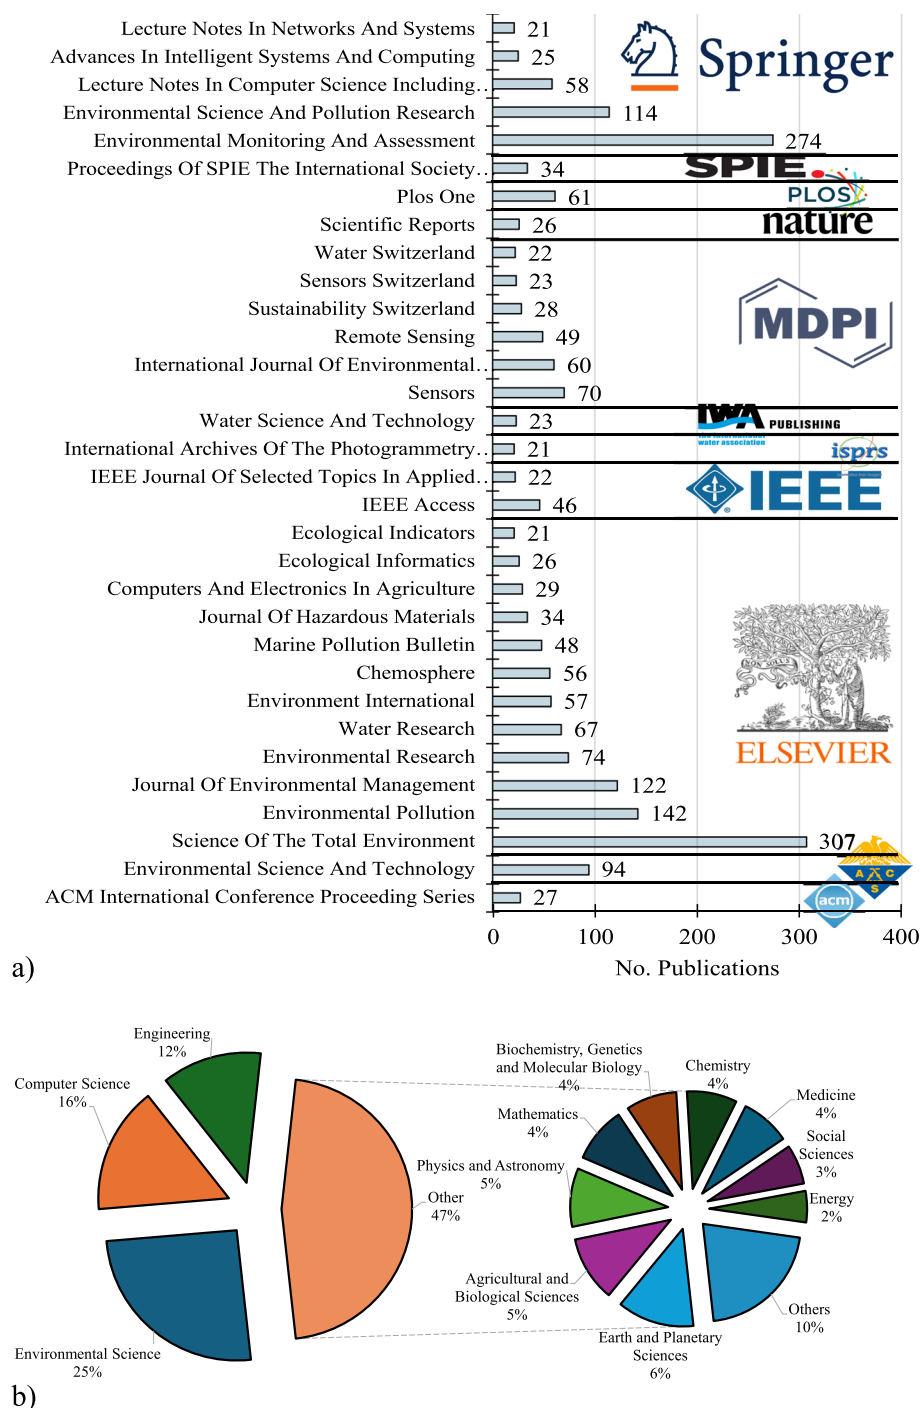 Lecture Notes In Networks And Systems 21
Advances In Intelligent Systems And Computing 25
Lecture Notes In Computer Science Including… 58
Environmental Science And Pollution Research 114
Environmental Monitoring And Assessment 274
Springer
Proceedings Of SPIE The International Society… 34
SPIE.
Plos One 61
PLOS
Scientific Reports 26
nature
Water Switzerland 22
Sensors Switzerland 23
Sustainability Switzerland 28
Remote Sensing 49
International Journal Of Environmental… 60
Sensors 70
MDPI
Water Science And Technology 23
IWA PUBLISHING
the international
water association
International Archives Of The Photogrammetry… 21
isprs
IEEE Journal Of Selected Topics In Applied… 22
IEEE Access 46
IEEE
Ecological Indicators 21
Ecological Informatics 26
Computers And Electronics In Agriculture 29
Journal Of Hazardous Materials 34
Marine Pollution Bulletin 48
Chemosphere 56
Environment International 57
Water Research 67
Environmental Research 74
Journal Of Environmental Management 122
Environmental Pollution 142
Science Of The Total Environment 307
NON SOLUS
ELSEVIER
Environmental Science And Technology 94
A C
S
ACM International Conference Proceeding Series 27
acm
0 100 200 300 400
No. Publications
a)
Engineering
12%
Computer Science
16%
Other
47%
Environmental Science
25%
Biochemistry, Genetics
and Molecular Biology
4%
Chemistry
4%
Medicine
4%
Social
Sciences
3%
Energy
2%
Others
10%
Earth and Planetary
Sciences
6%
Agricultural and
Biological Sciences
5%
Physics and Astronomy
5%
Mathematics
4%
b)